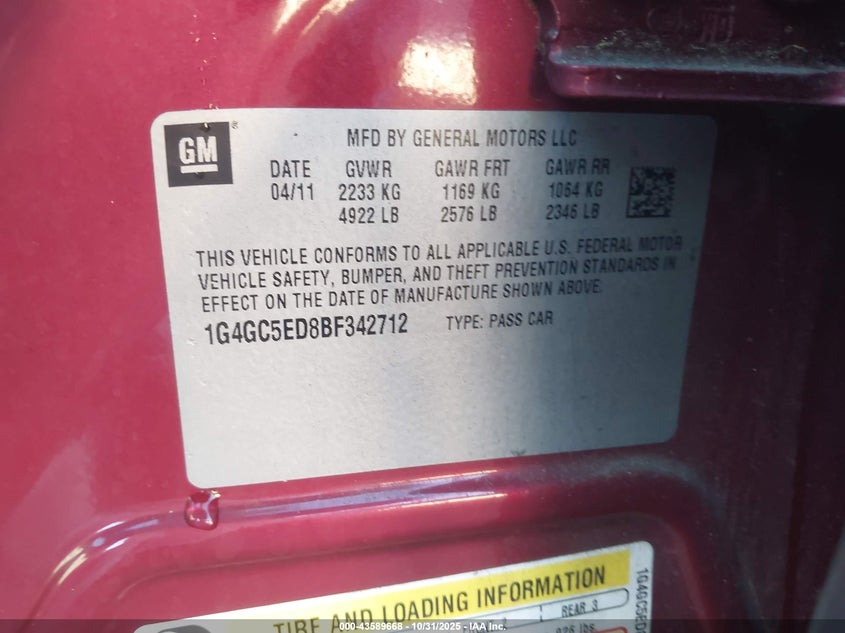 GM
MFD BY GENERAL MOTORS LLC
DATE GVWR GAWR FRT GAWR RR
04/11 2233 KG 1169 KG 1064 KG
4922 LB 2576 LB 2346 LB
THIS VEHICLE CONFORMS TO ALL APPLICABLE U.S. FEDERAL MOTOR
VEHICLE SAFETY, BUMPER, AND THEFT PREVENTION STANDARDS IN
EFFECT ON THE DATE OF MANUFACTURE SHOWN ABOVE.
1G4GC5ED8BF342712 TYPE: PASS CAR
TIRE AND LOADING INFORMATION
REAR 3
1G4GC5ED
000-43589668 - 10/31/2025 - IAA, Inc.